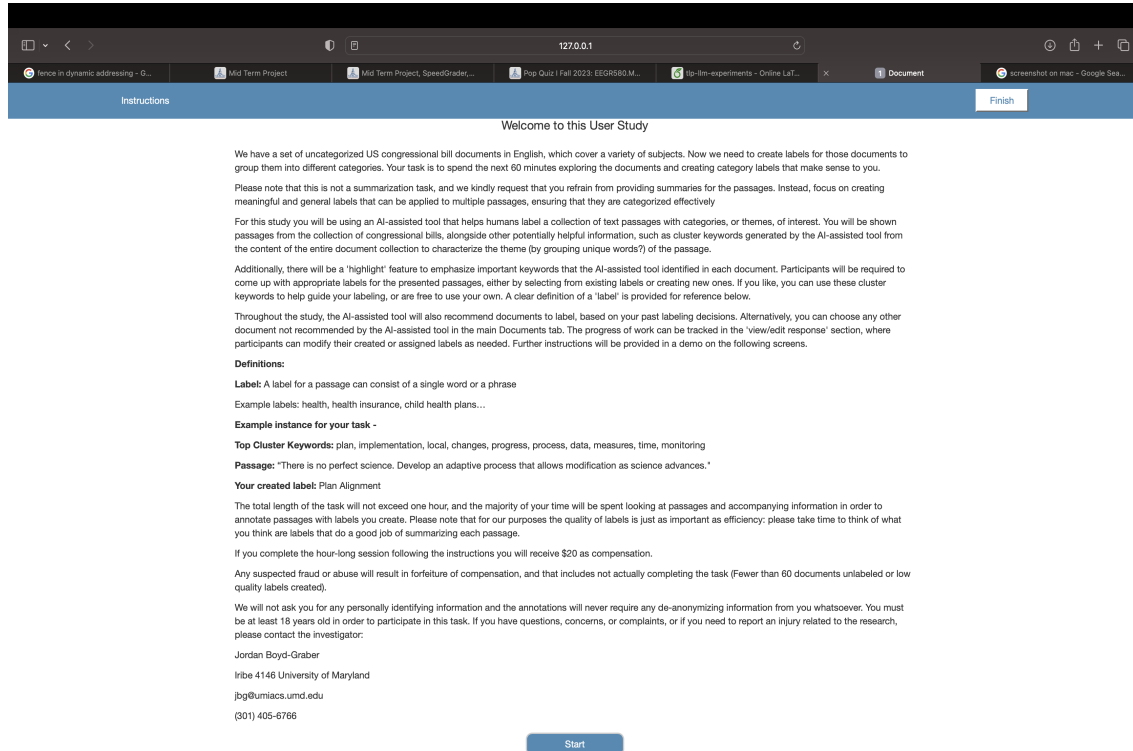 127.0.0.1
fence in dynamic addressing - G...
Mid Term Project
Mid Term Project, SpeedGrader,...
Pop Quiz I Fall 2023: EEGR580.M...
tlp-llm-experiments - Online LaT...
1 Document
screenshot on mac - Google Sea...
Instructions
Finish
Welcome to this User Study
We have a set of uncategorized US congressional bill documents in English, which cover a variety of subjects. Now we need to create labels for those documents to
group them into different categories. Your task is to spend the next 60 minutes exploring the documents and creating category labels that make sense to you.
Please note that this is not a summarization task, and we kindly request that you refrain from providing summaries for the passages. Instead, focus on creating
meaningful and general labels that can be applied to multiple passages, ensuring that they are categorized effectively
For this study you will be using an AI-assisted tool that helps humans label a collection of text passages with categories, or themes, of interest. You will be shown
passages from the collection of congressional bills, alongside other potentially helpful information, such as cluster keywords generated by the AI-assisted tool from
the content of the entire document collection to characterize the theme (by grouping unique words?) of the passage.
Additionally, there will be a 'highlight' feature to emphasize important keywords that the AI-assisted tool identified in each document. Participants will be required to
come up with appropriate labels for the presented passages, either by selecting from existing labels or creating new ones. If you like, you can use these cluster
keywords to help guide your labeling, or are free to use your own. A clear definition of a 'label' is provided for reference below.
Throughout the study, the AI-assisted tool will also recommend documents to label, based on your past labeling decisions. Alternatively, you can choose any other
document not recommended by the AI-assisted tool in the main Documents tab. The progress of work can be tracked in the 'view/edit response' section, where
participants can modify their created or assigned labels as needed. Further instructions will be provided in a demo on the following screens.
Definitions:
Label: A label for a passage can consist of a single word or a phrase
Example labels: health, health insurance, child health plans…
Example instance for your task -
Top Cluster Keywords: plan, implementation, local, changes, progress, process, data, measures, time, monitoring
Passage: "There is no perfect science. Develop an adaptive process that allows modification as science advances."
Your created label: Plan Alignment
The total length of the task will not exceed one hour, and the majority of your time will be spent looking at passages and accompanying information in order to
annotate passages with labels you create. Please note that for our purposes the quality of labels is just as important as efficiency: please take time to think of what
you think are labels that do a good job of summarizing each passage.
If you complete the hour-long session following the instructions you will receive $20 as compensation.
Any suspected fraud or abuse will result in forfeiture of compensation, and that includes not actually completing the task (Fewer than 60 documents unlabeled or low
quality labels created).
We will not ask you for any personally identifying information and the annotations will never require any de-anonymizing information from you whatsoever. You must
be at least 18 years old in order to participate in this task. If you have questions, concerns, or complaints, or if you need to report an injury related to the research,
please contact the investigator:
Jordan Boyd-Graber
Iribe 4146 University of Maryland
jbg@umiacs.umd.edu
(301) 405-6766
Start